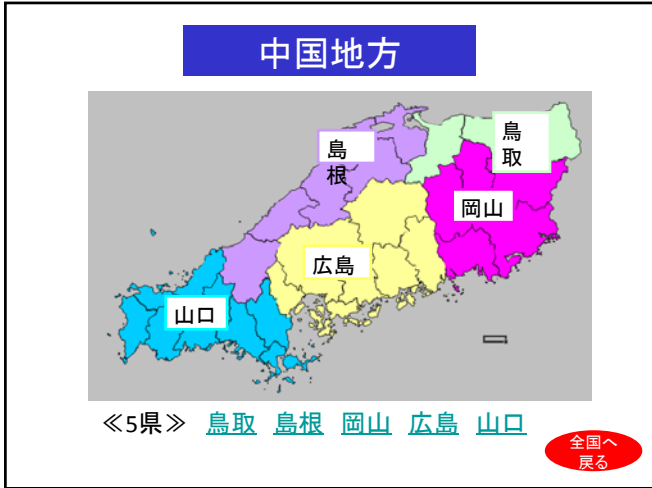 中国地方
島
根
鳥
取
岡山
広島
山口
≪5県≫ 鳥取 島根 岡山 広島 山口
全国へ
戻る